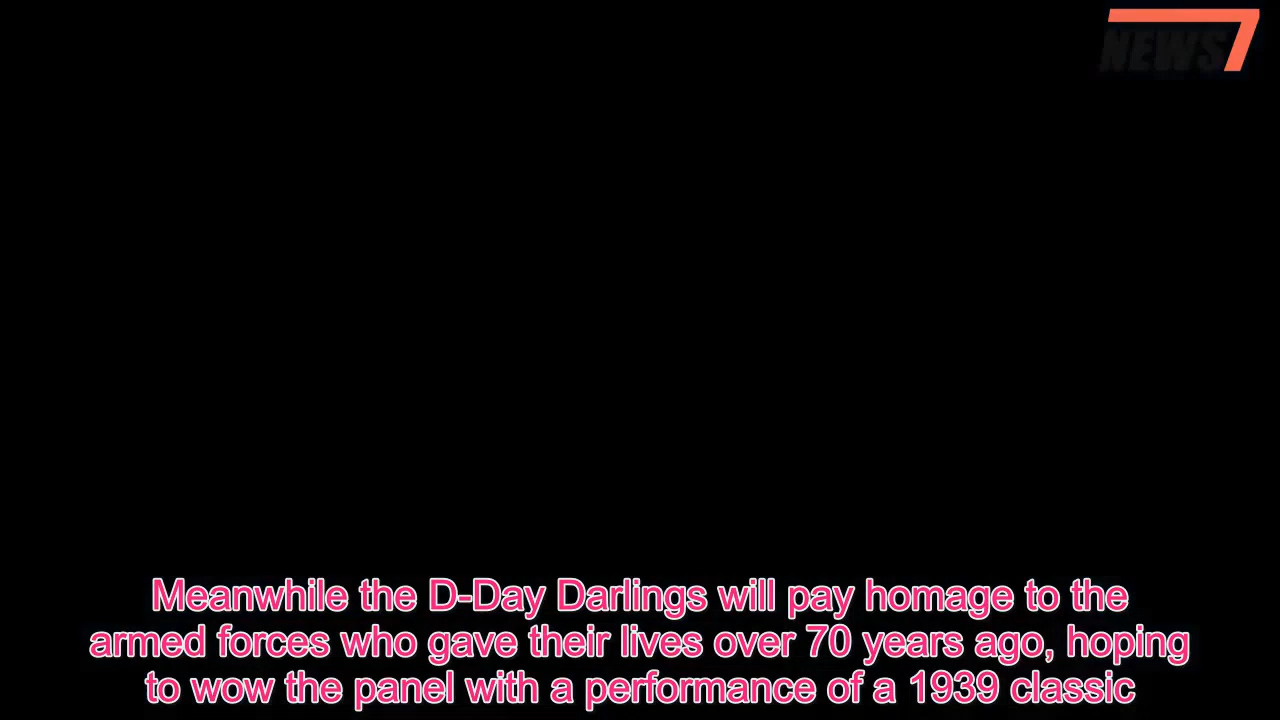 NEWS7
Meanwhile the D-Day Darlings will pay homage to the
armed forces who gave their lives over 70 years ago, hoping
to wow the panel with a performance of a 1939 classic